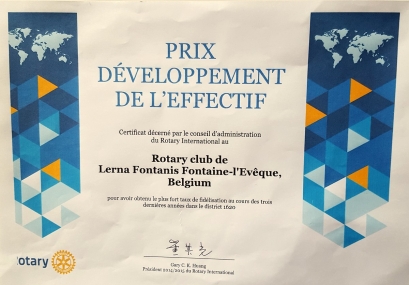 PRIX
DÉVELOPPEMENT
DE L'EFFECTIF
Certificat décerné par le conseil d'administration
du Rotary International au
Rotary club de
Lerna Fontanis Fontaine-l'Evêque,
Belgium
pour avoir obtenu le plus fort taux de fidélisation au cours des trois
dernières années dans le district 1620
Gary C. K. Huang
Président 2014/2015 du Rotary International
otary